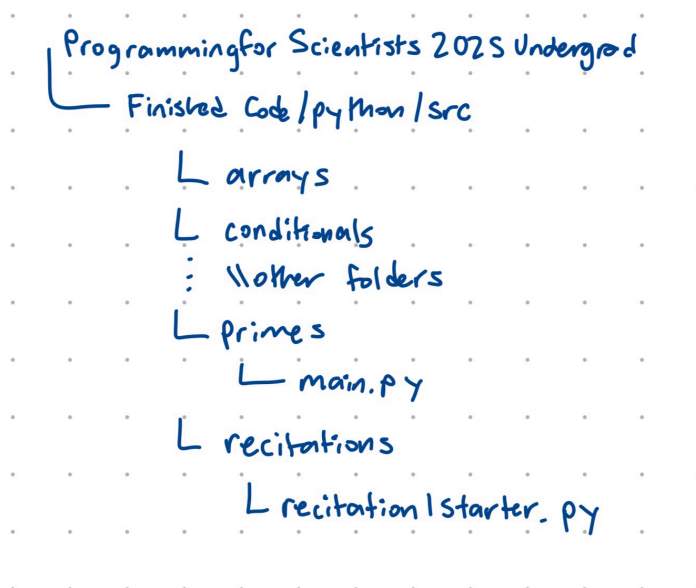 Programmingfor Scientists 2025 Undergrad
Finished Code/python/src
arrays
conditionals
\\other folders
primes
main.py
recitations
recitation1starter.py